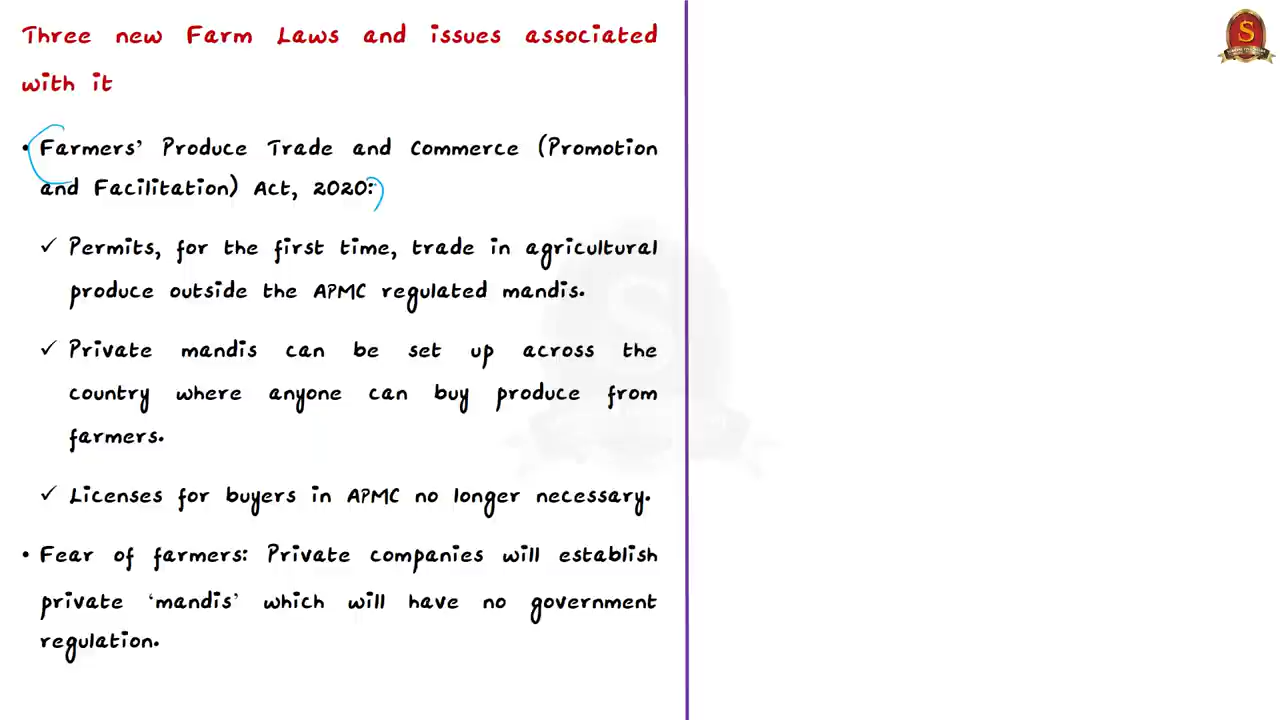 Three new Farm Laws and issues associated
with it
• Farmers' Produce Trade and Commerce (Promotion
and Facilitation) Act, 2020:
✓ Permits, for the first time, trade in agricultural
produce outside the APMC regulated mandis.
✓ Private mandis can be set up across the
country where anyone can buy produce from
farmers.
✓ Licenses for buyers in APMC no longer necessary.
• Fear of farmers: Private companies will establish
private 'mandis' which will have no government
regulation.
S